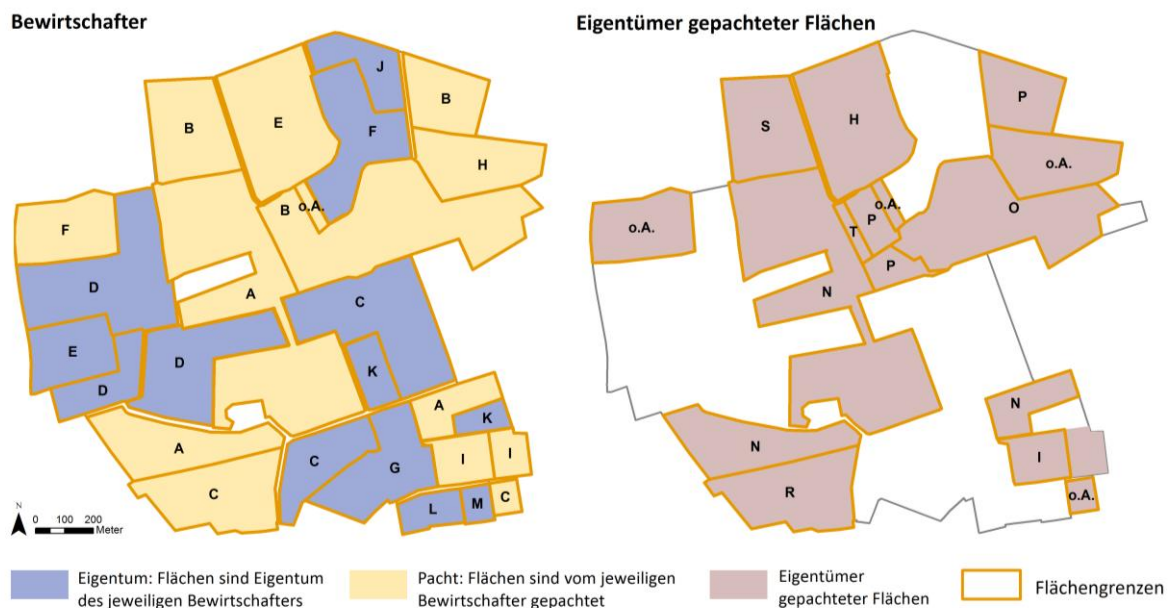 Bewirtschafter
J
B
B
E
F
H
B
o.A.
F
D
A
C
E
D
K
D
A
K
A
I
I
C
G
C
L
M
C
N
0 100 200
Meter
Eigentümer gepachteter Flächen
P
S
H
o.A.
o.A.
P
O
T
o.A.
P
N
N
N
I
R
o.A.
Eigentum: Flächen sind Eigentum
des jeweiligen Bewirtschafters
Pacht: Flächen sind vom jeweiligen
Bewirtschafter gepachtet
Eigentümer
gepachteter Flächen
Flächengrenzen